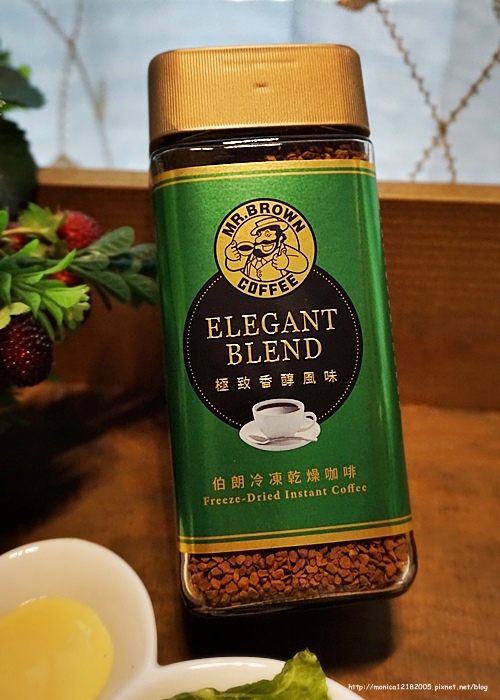 MR.BROWN
COFFEE
ELEGANT
BLEND
極致香醇風味
伯朗冷凍乾燥咖啡
Freeze-Dried Instant Coffee
http://monica12182005.pixnet.net/blog